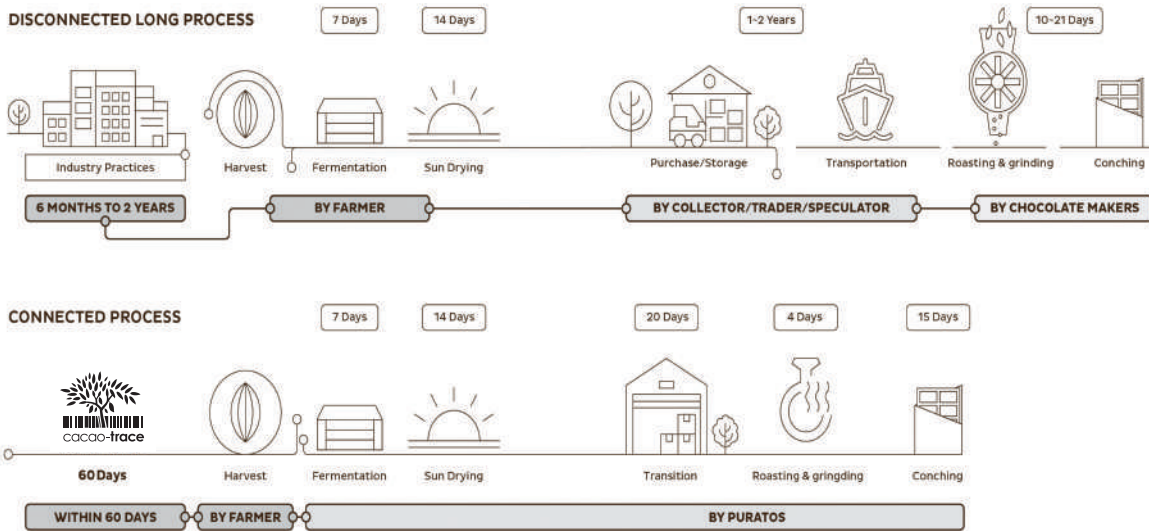 DISCONNECTED LONG PROCESS
7 Days
14 Days
1~2 Years
10-21 Days
Industry Practices
Harvest
Fermentation
Sun Drying
Purchase/Storage
Transportation
Roasting & grinding
Conching
6 MONTHS TO 2 YEARS
BY FARMER
BY COLLECTOR/TRADER/SPECULATOR
BY CHOCOLATE MAKERS
CONNECTED PROCESS
7 Days
14 Days
20 Days
4 Days
15 Days
cacao-trace
60 Days
Harvest
Fermentation
Sun Drying
Transition
Roasting & gringding
Conching
WITHIN 60 DAYS
BY FARMER
BY PURATOS